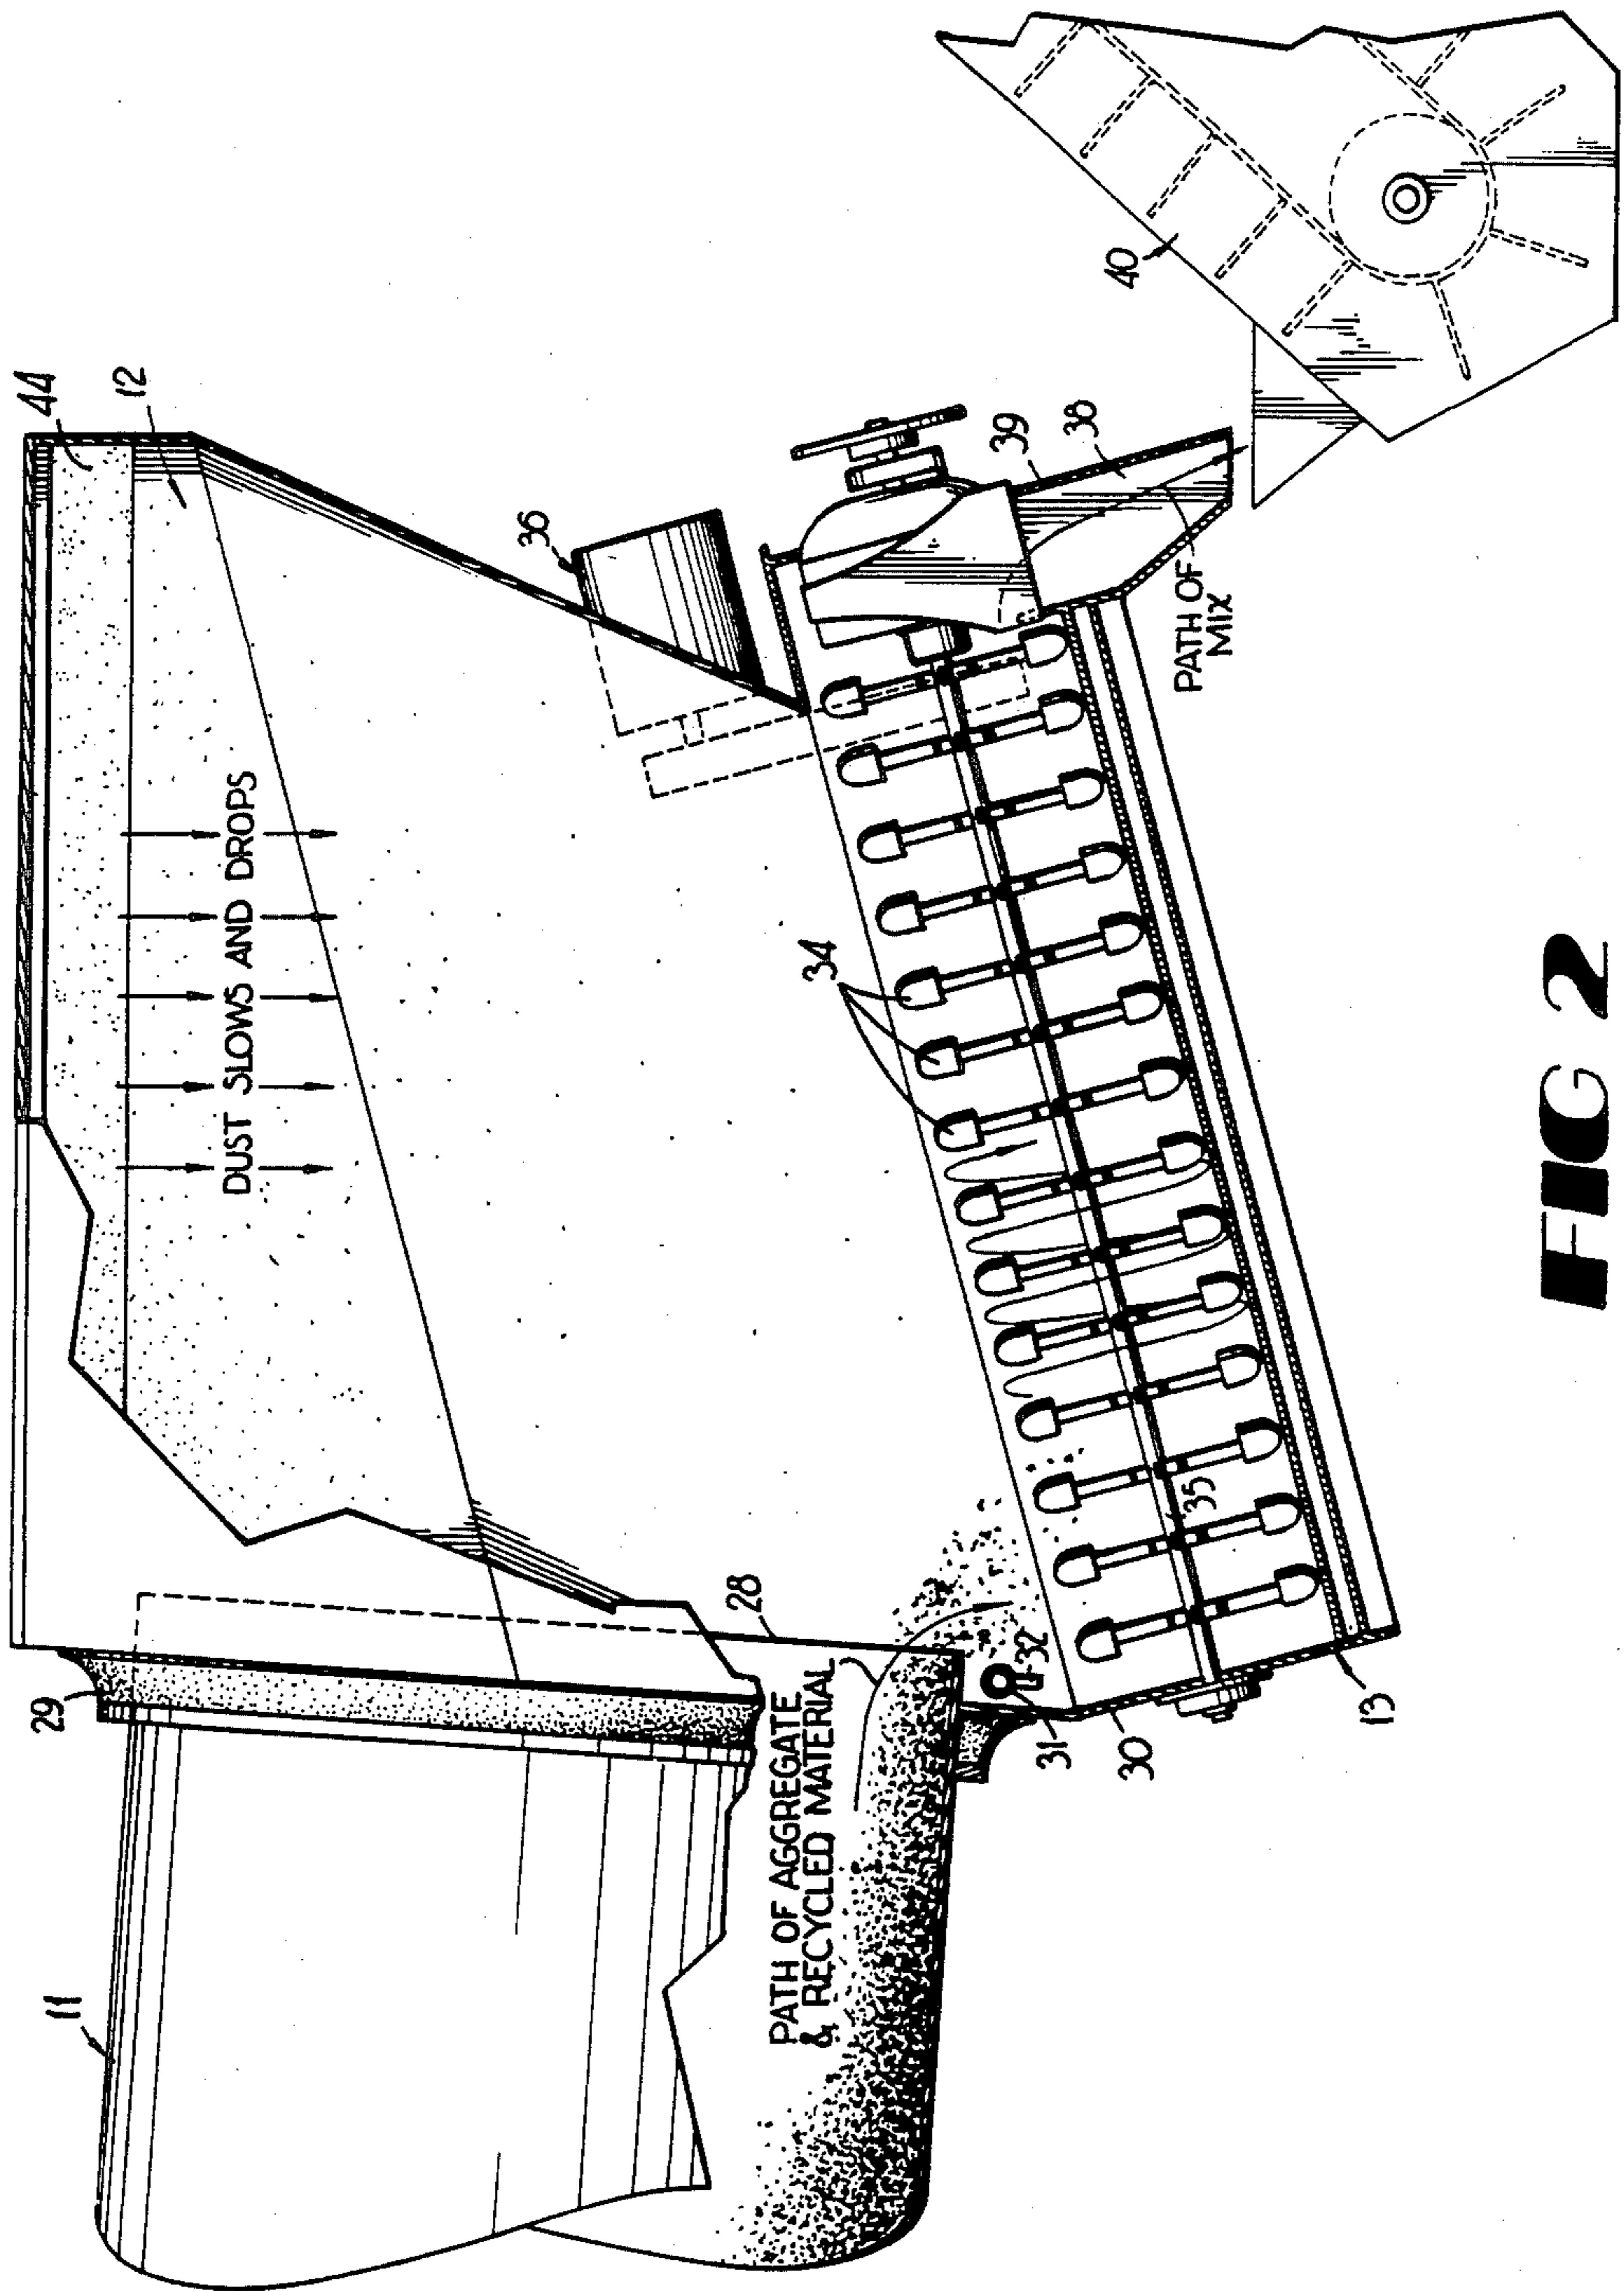 44
12
DUST SLOWS AND DROPS
29
11
28
36
PATH OF AGGREGATE
& RECYCLED MATERIAL
34
39
38
40
PATH OF
MIX
32
31
30
35
13
FIG 2